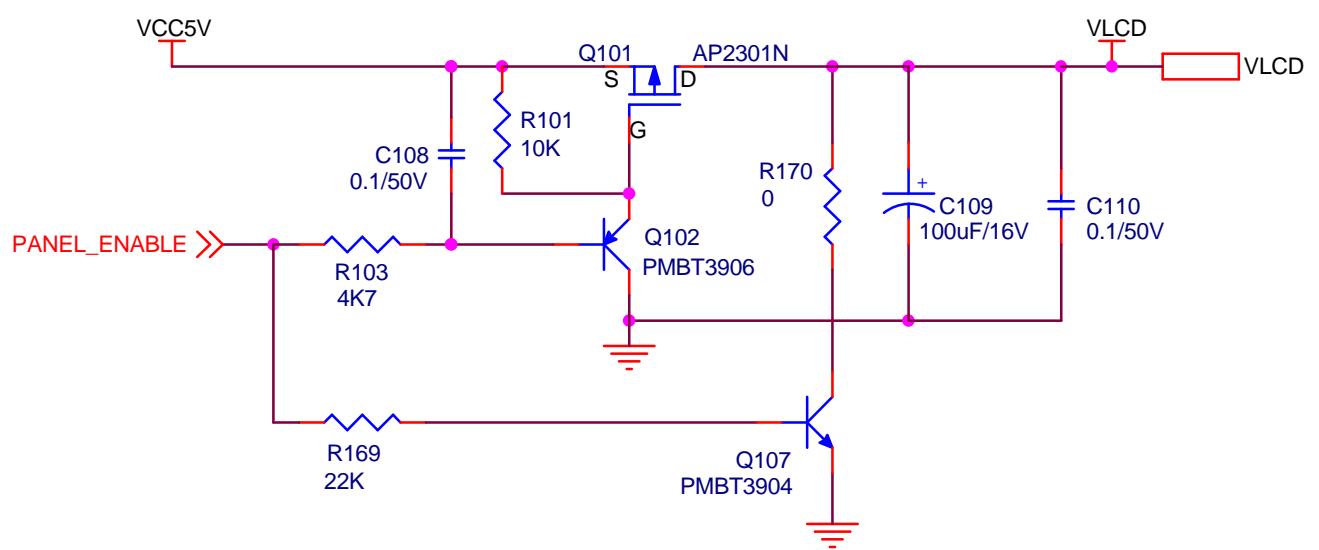 VCC5V
VLCD
Q101
AP2301N
S
D
VLCD
G
R101
10K
C108
0.1/50V
R170
0
+
C109
100uF/16V
C110
0.1/50V
PANEL_ENABLE
Q102
PMBT3906
R103
4K7
R169
22K
Q107
PMBT3904